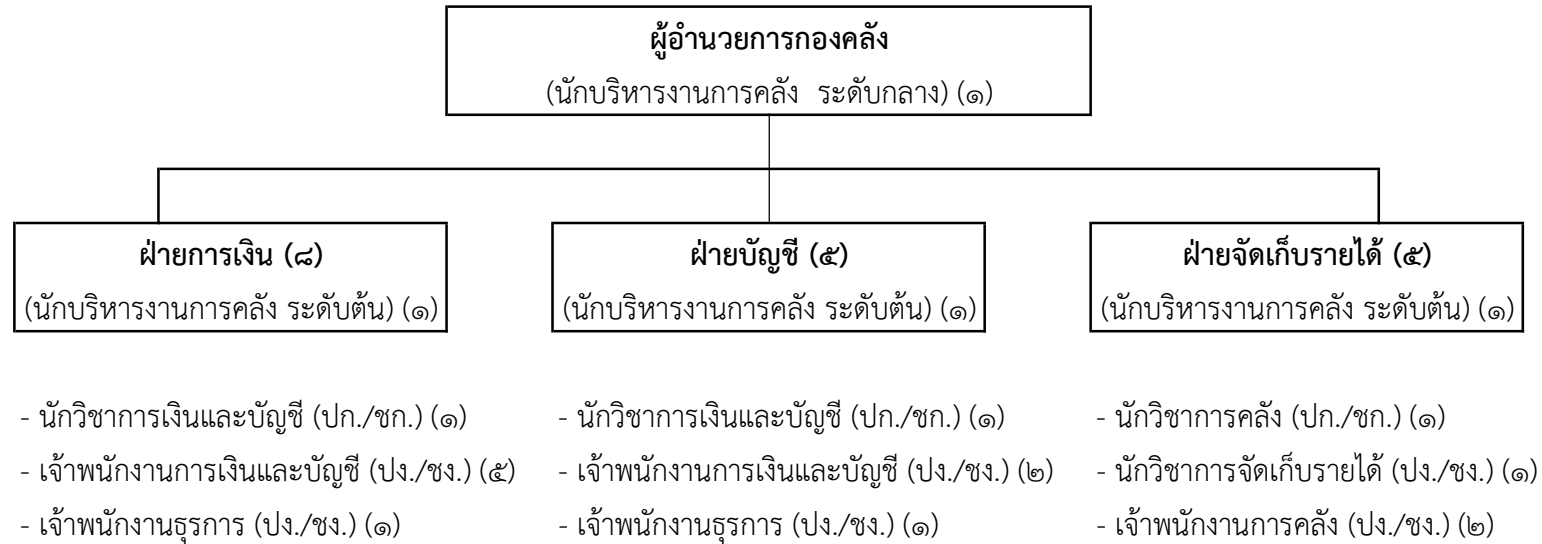 ผู้อำนวยการกองคลัง
(นักบริหารงานการคลัง ระดับกลาง) (๑)
ฝ่ายการเงิน (๘)
(นักบริหารงานการคลัง ระดับต้น) (๑)
- นักวิชาการเงินและบัญชี (ปก./ชก.) (๑)
- เจ้าพนักงานการเงินและบัญชี (ปง./ชง.) (๕)
- เจ้าพนักงานธุรการ (ปง./ชง.) (๑)
ฝ่ายบัญชี (๕)
(นักบริหารงานการคลัง ระดับต้น) (๑)
- นักวิชาการเงินและบัญชี (ปก./ชก.) (๑)
- เจ้าพนักงานการเงินและบัญชี (ปง./ชง.) (๒)
- เจ้าพนักงานธุรการ (ปง./ชง.) (๑)
ฝ่ายจัดเก็บรายได้ (๕)
(นักบริหารงานการคลัง ระดับต้น) (๑)
- นักวิชาการคลัง (ปก./ชก.) (๑)
- นักวิชาการจัดเก็บรายได้ (ปง./ชง.) (๑)
- เจ้าพนักงานการคลัง (ปง./ชง.) (๒)